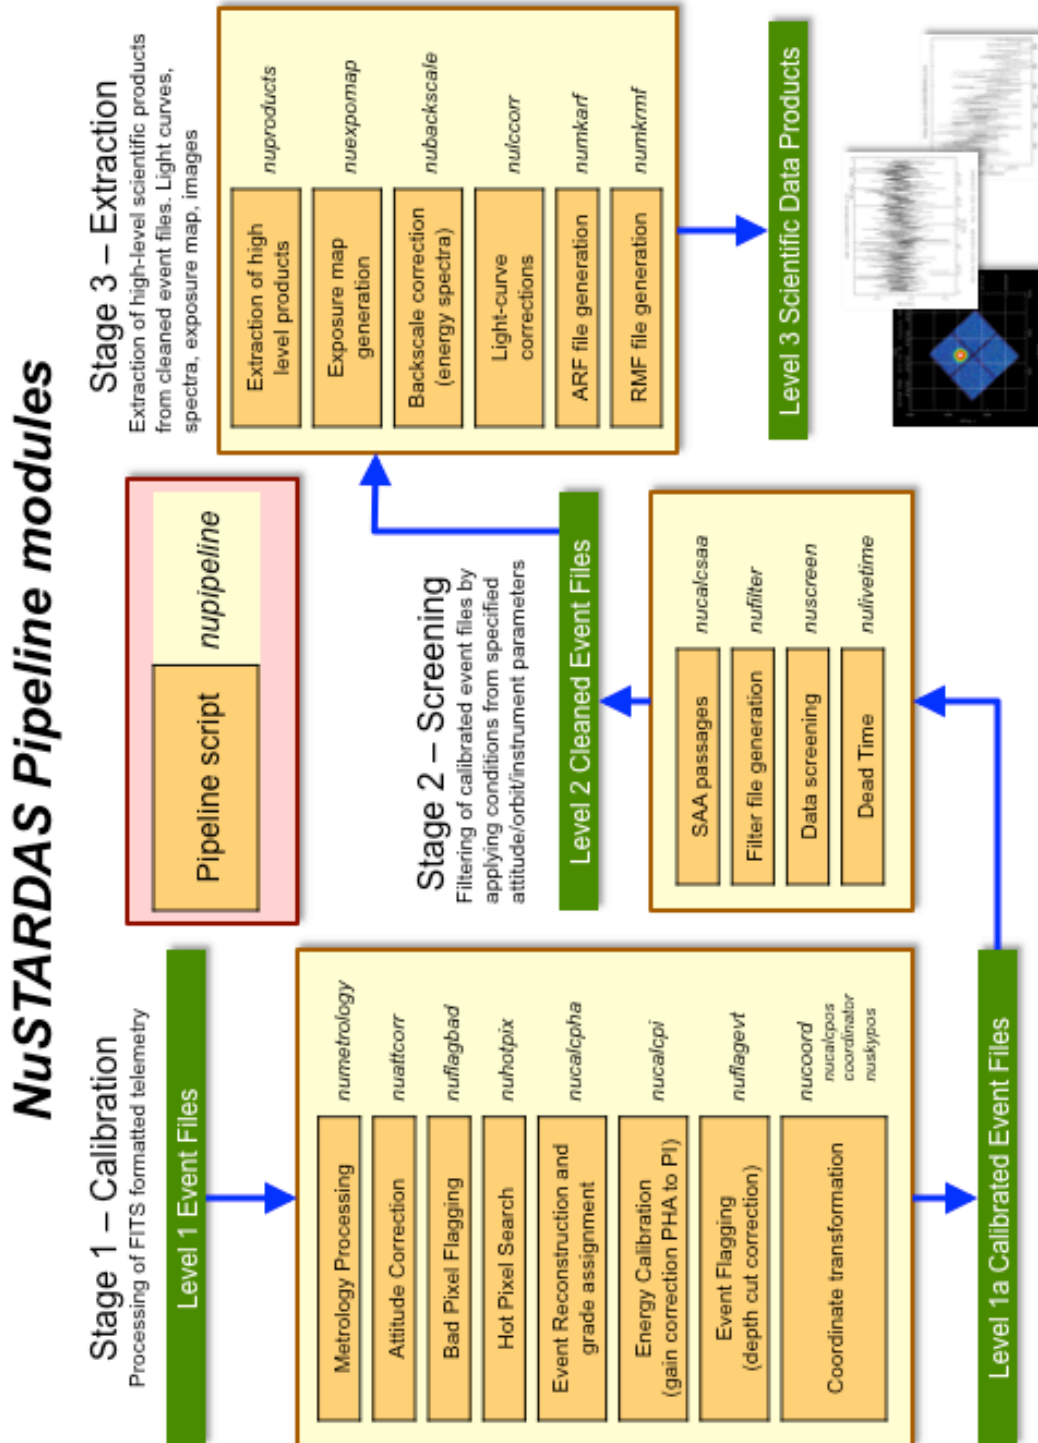 NuSTARDAS Pipeline modules
Stage 1 – Calibration
Processing of FITS formatted telemetry
Level 1 Event Files
Metrology Processing
numetrology
Attitude Correction
nuattcorr
Bad Pixel Flagging
nuflagbad
Hot Pixel Search
nuhotpix
Event Reconstruction and
grade assignment
nucalcpha
Energy Calibration
(gain correction PHA to PI)
nucalcpi
Event Flagging
(depth cut correction)
nuflagevt
Coordinate transformation
nucoord
nucalcpos
coordinator
nuskypos
Level 1a Calibrated Event Files
Pipeline script
nupipeline
Stage 2 – Screening
Filtering of calibrated event files by
applying conditions from specified
attitude/orbit/instrument parameters
Level 2 Cleaned Event Files
SAA passages
nucalcsaa
Filter file generation
nufilter
Data screening
nuscreen
Dead Time
nulivetime
Stage 3 – Extraction
Extraction of high-level scientific products
from cleaned event files. Light curves,
spectra, exposure map, images
Extraction of high
level products
nuproducts
Exposure map
generation
nuexpomap
Backscale correction
(energy spectra)
nubackscale
Light-curve
corrections
nulccorr
ARF file generation
numkarf
RMF file generation
numkrmf
Level 3 Scientific Data Products